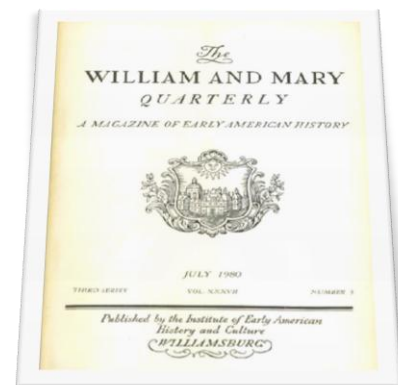 The
WILLIAM AND MARY
QUARTERLY
A MAGAZINE OF EARLY AMERICAN HISTORY
JULY 1980
THIRD SERIES VOL. XXXVII NUMBER 3
Published by the Institute of Early American
History and Culture
WILLIAMSBURG